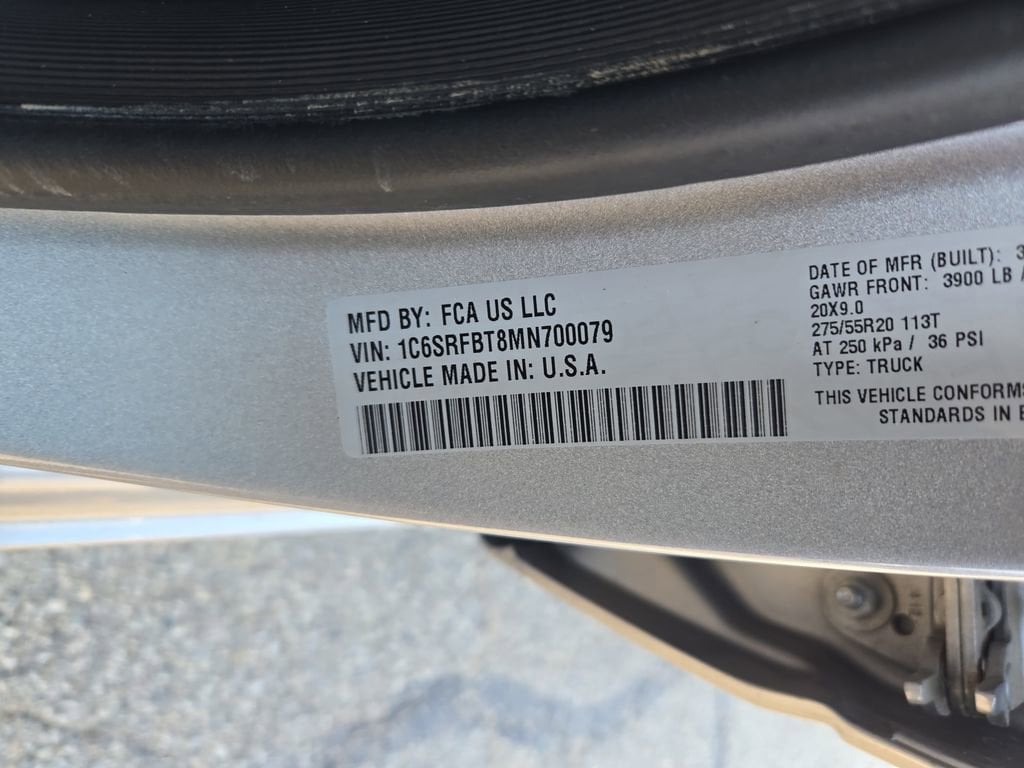 MFD BY: FCA US LLC
VIN: 1C6SRFBT8MN700079
VEHICLE MADE IN: U.S.A.
DATE OF MFR (BUILT): 3
GAWR FRONT: 3900 LB
20X9.0
275/55R20 113T
AT 250 kPa / 36 PSI
TYPE: TRUCK
THIS VEHICLE CONFORMS
STANDARDS IN